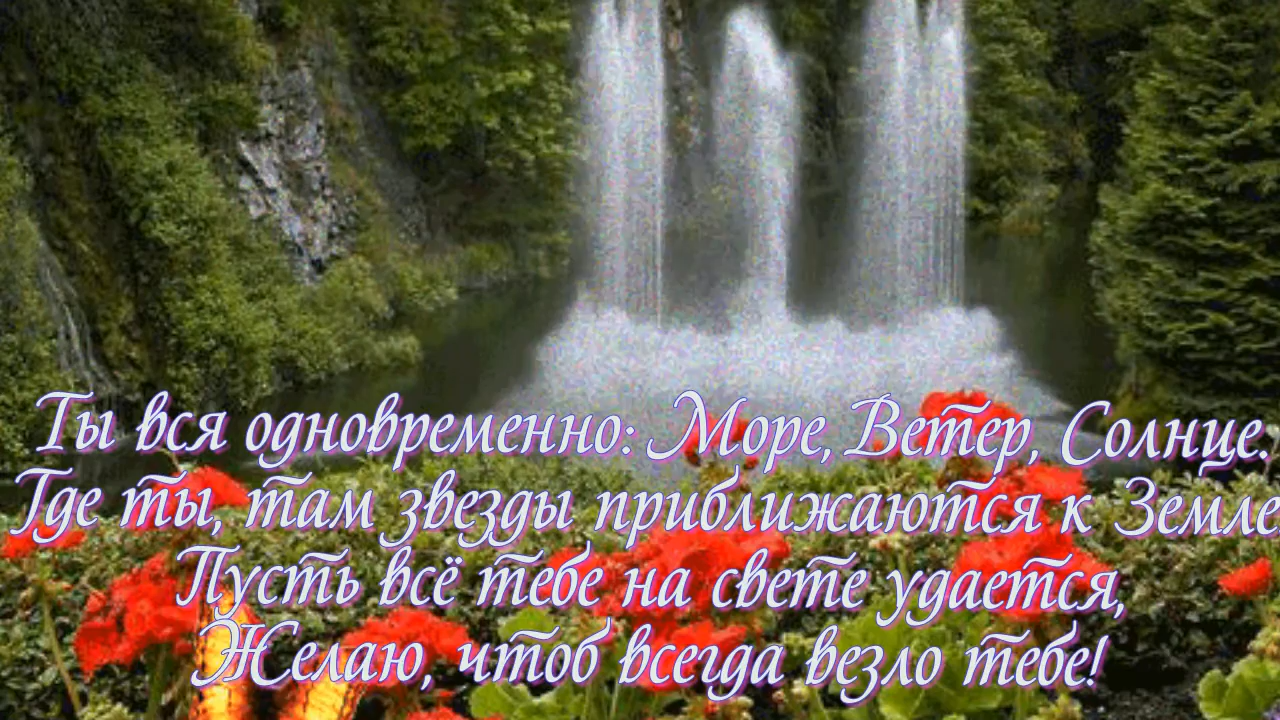 Ты вся одновременно: Море, Ветер, Солнце.
Где ты, там звезды приближаются к Земле
Пусть всё тебе на свете удается,
Желаю, чтоб всегда везло тебе!